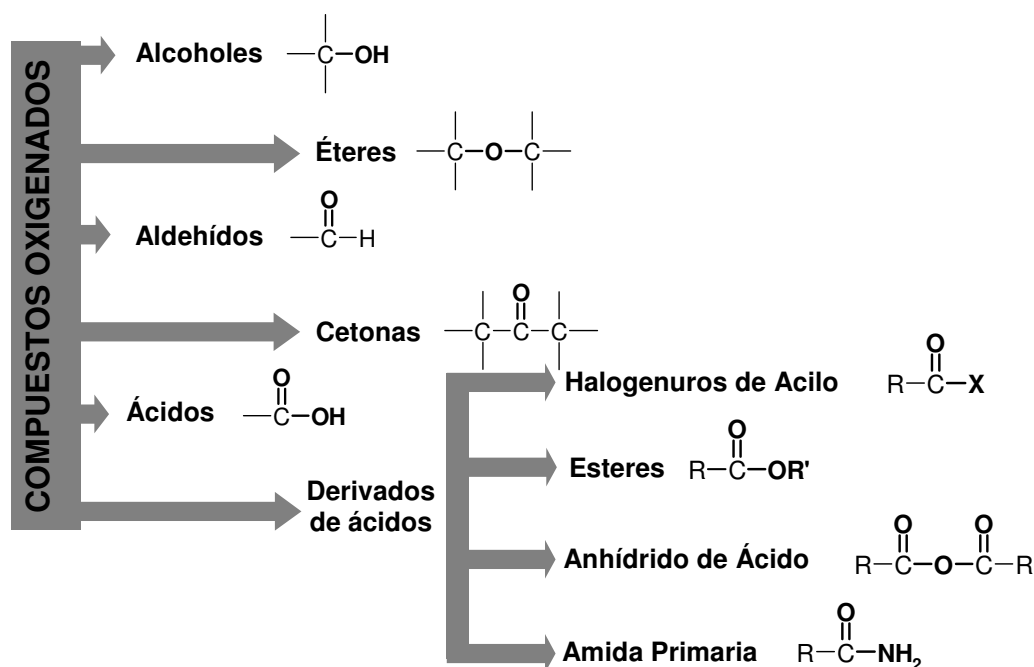 COMPUESTOS OXIGENADOS
Alcoholes —C—OH
Éteres —C—O—C—
O
Aldehídos —C—H
O
Cetonas —C—C—C—
O
Halogenuros de Acilo R—C—X
O
Ácidos —C—OH
O
Esteres R—C—OR'
Derivados
de ácidos
O O
Anhídrido de Ácido R—C—O—C—R
O
Amida Primaria R—C—NH₂